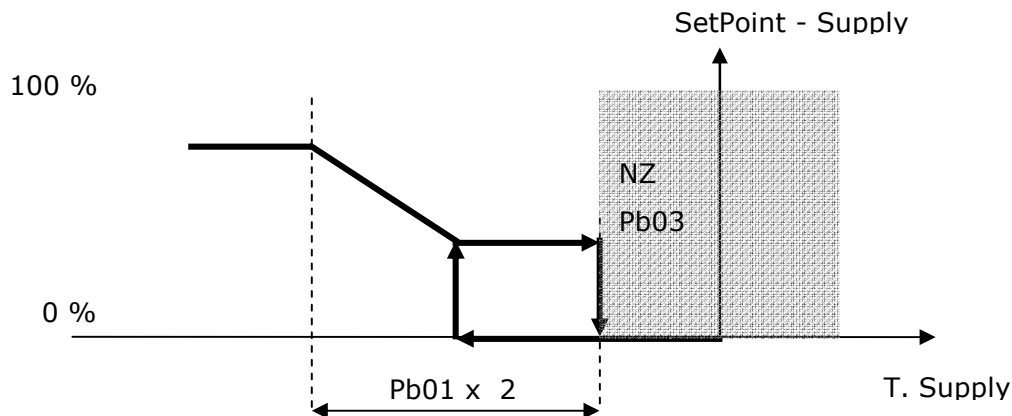 SetPoint - Supply
100 %
NZ
Pb03
0 %
Pb01 x 2
T. Supply